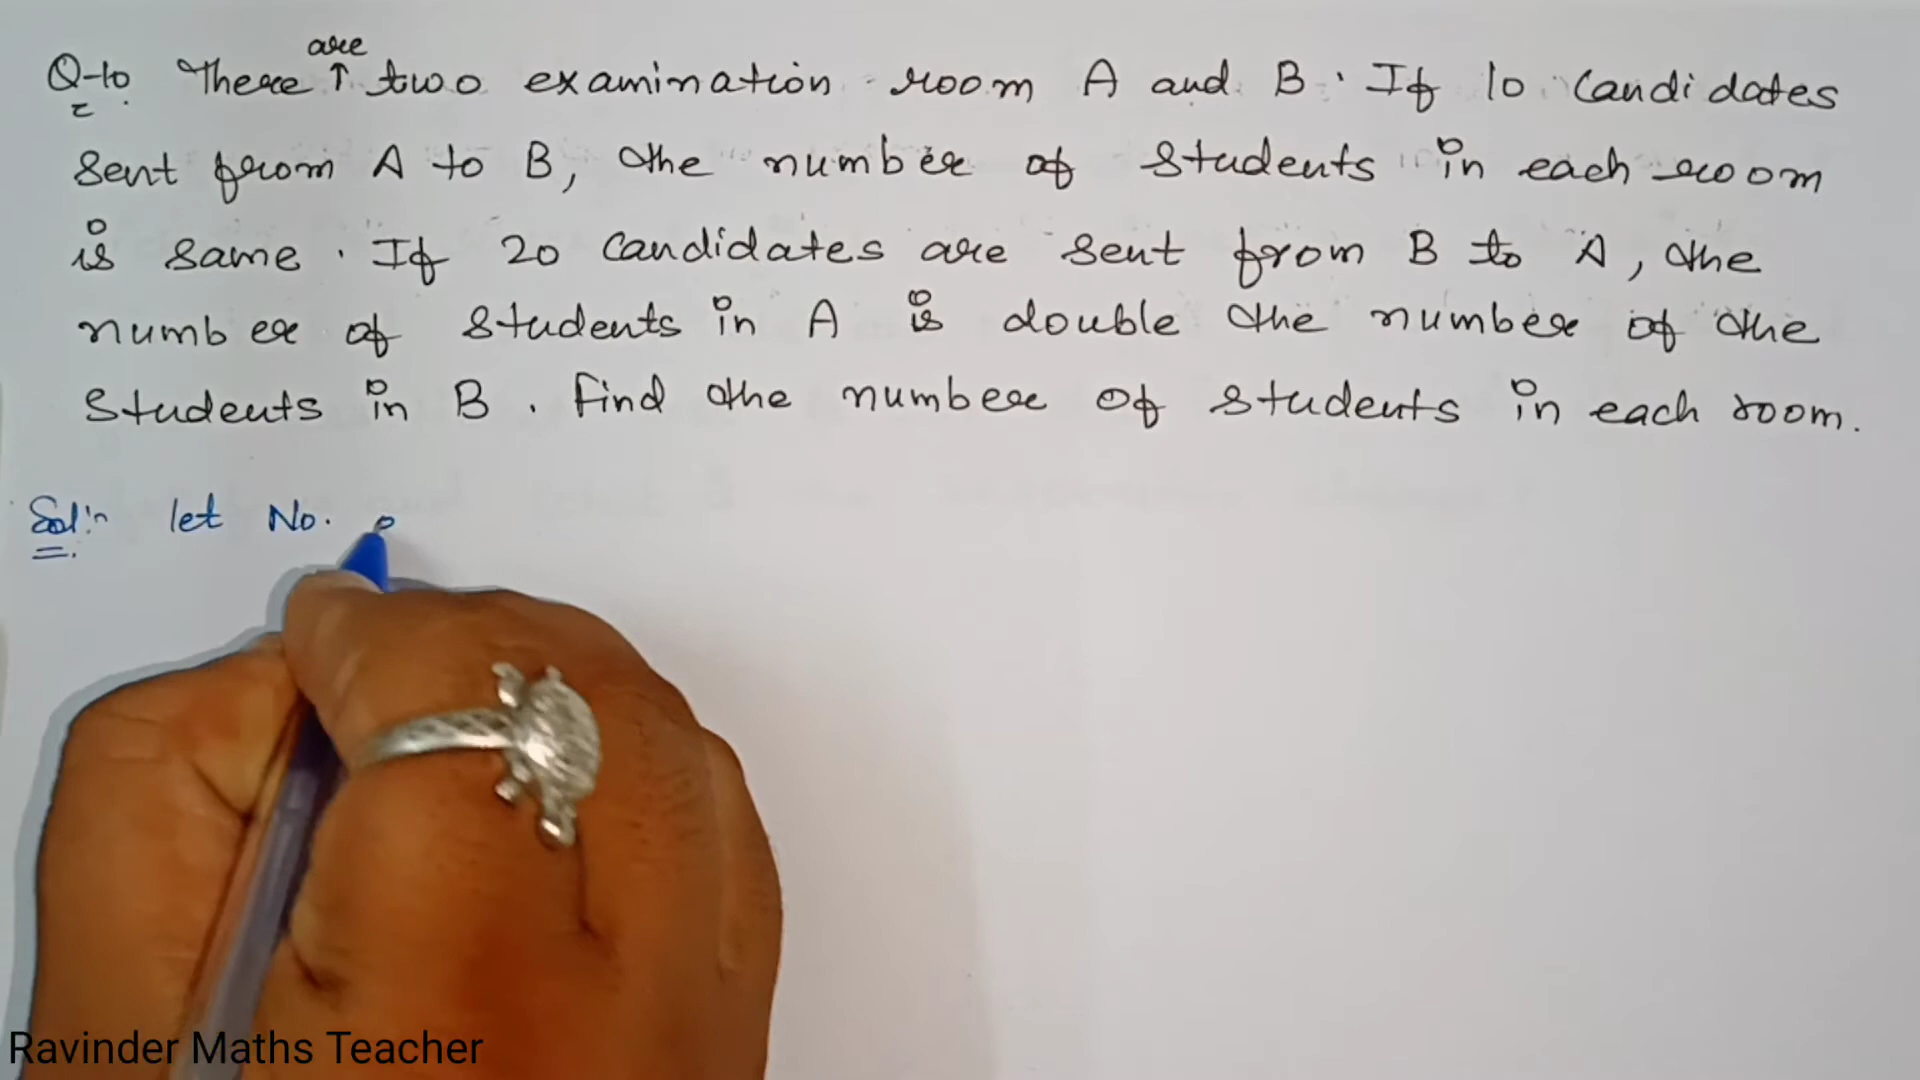 Q-10 There are ↑ two examination room A and B. If 10 Candidates
sent from A to B, the number of students in each room
is same. If 20 Candidates are sent from B to A, the
number of students in A is double the number of the
students in B. Find the number of students in each room.
Sol:n let No. o
Ravinder Maths Teacher